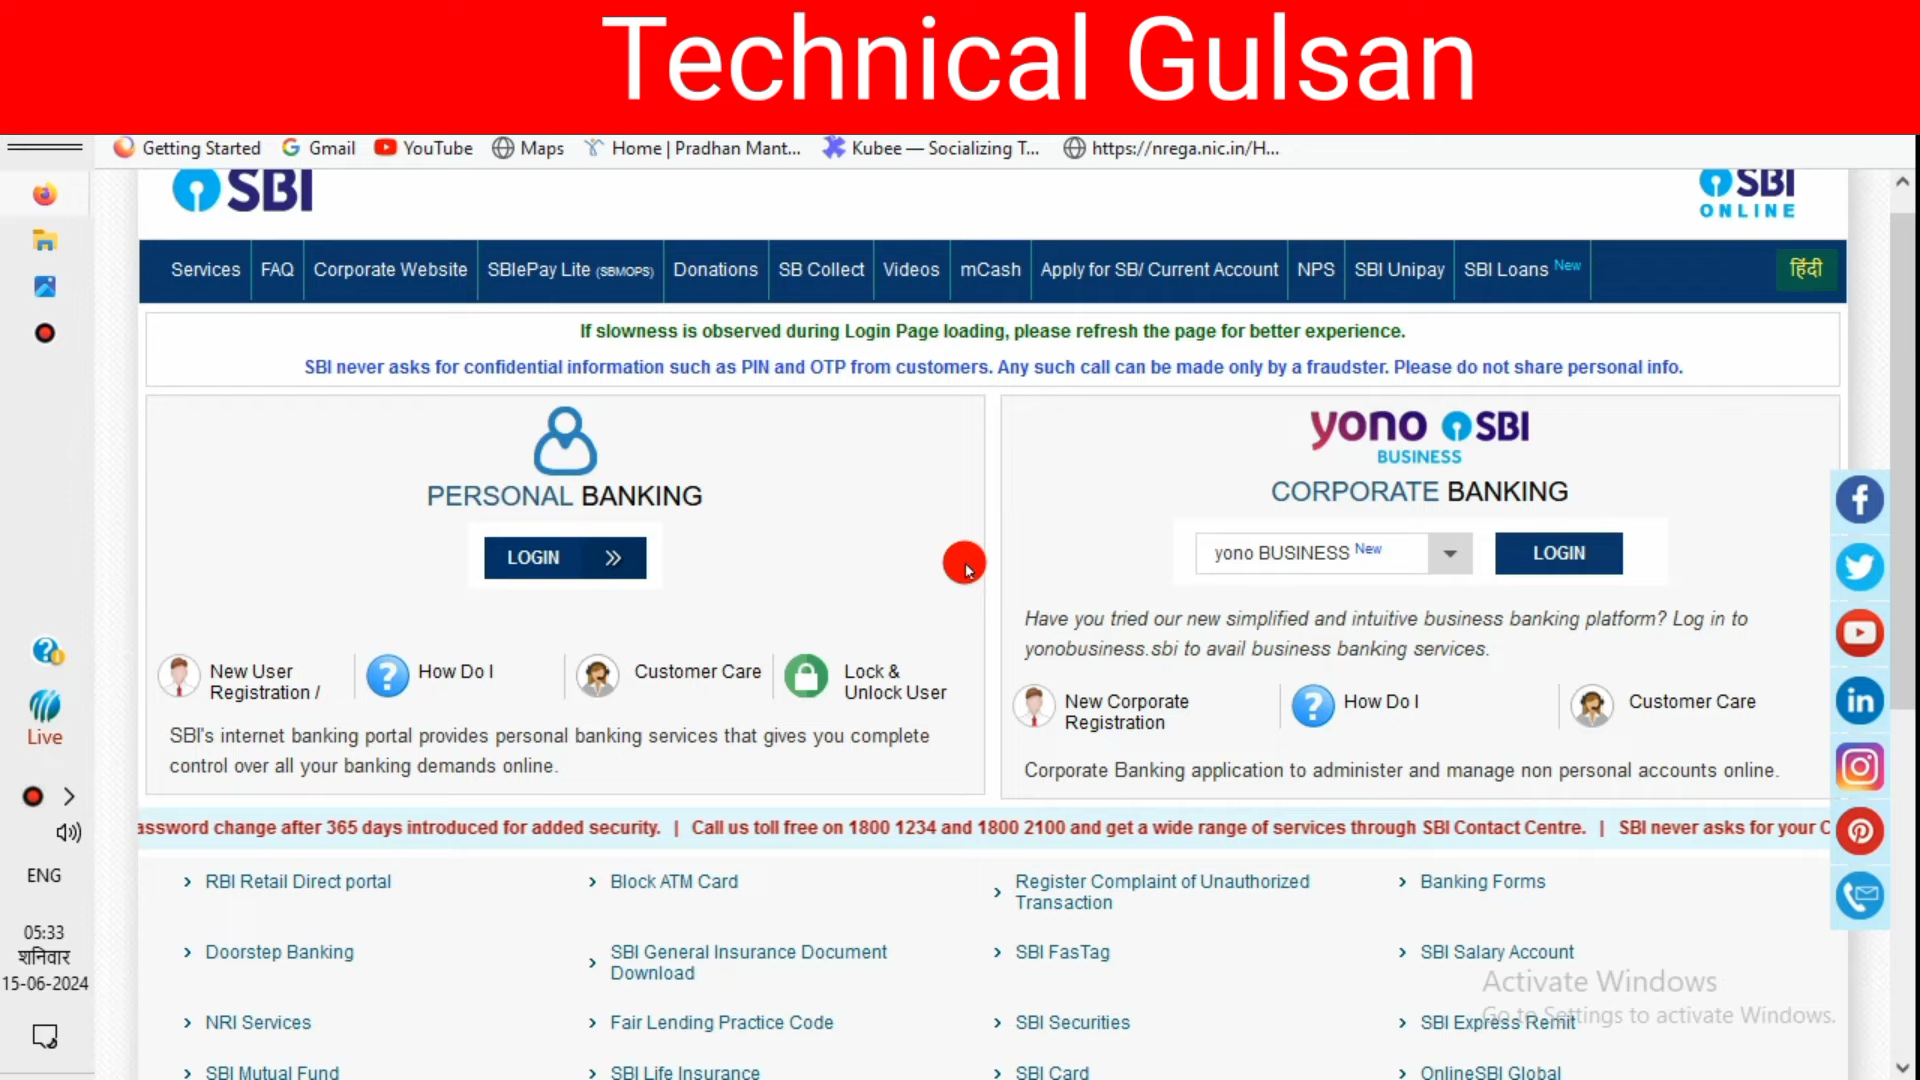 Technical Gulsan
Getting Started Gmail YouTube Maps Home | Pradhan Mant... Kubee — Socializing T... https://nrega.nic.in/H...
SBI
SBI
ONLINE
Services FAQ Corporate Website SBIePay Lite (SBMOPS) Donations SB Collect Videos mCash Apply for SB/ Current Account NPS SBI Unipay SBI Loans New हिंदी
If slowness is observed during Login Page loading, please refresh the page for better experience.
SBI never asks for confidential information such as PIN and OTP from customers. Any such call can be made only by a fraudster. Please do not share personal info.
PERSONAL BANKING
LOGIN
New User
Registration /
How Do I
Customer Care
Lock &
Unlock User
SBI's internet banking portal provides personal banking services that gives you complete
control over all your banking demands online.
yono SBI
BUSINESS
CORPORATE BANKING
yono BUSINESS New
LOGIN
Have you tried our new simplified and intuitive business banking platform? Log in to
yonobusiness.sbi to avail business banking services.
New Corporate
Registration
How Do I
Customer Care
Corporate Banking application to administer and manage non personal accounts online.
assword change after 365 days introduced for added security. | Call us toll free on 1800 1234 and 1800 2100 and get a wide range of services through SBI Contact Centre. | SBI never asks for your
RBI Retail Direct portal
Block ATM Card
Register Complaint of Unauthorized
Transaction
Banking Forms
Doorstep Banking
SBI General Insurance Document
Download
SBI FasTag
SBI Salary Account
NRI Services
Fair Lending Practice Code
SBI Securities
SBI Express Remit
SBI Mutual Fund
SBI Life Insurance
SBI Card
OnlineSBI Global
Activate Windows
Go to Settings to activate Windows.
Live
ENG
05:33
शनिवार
15-06-2024